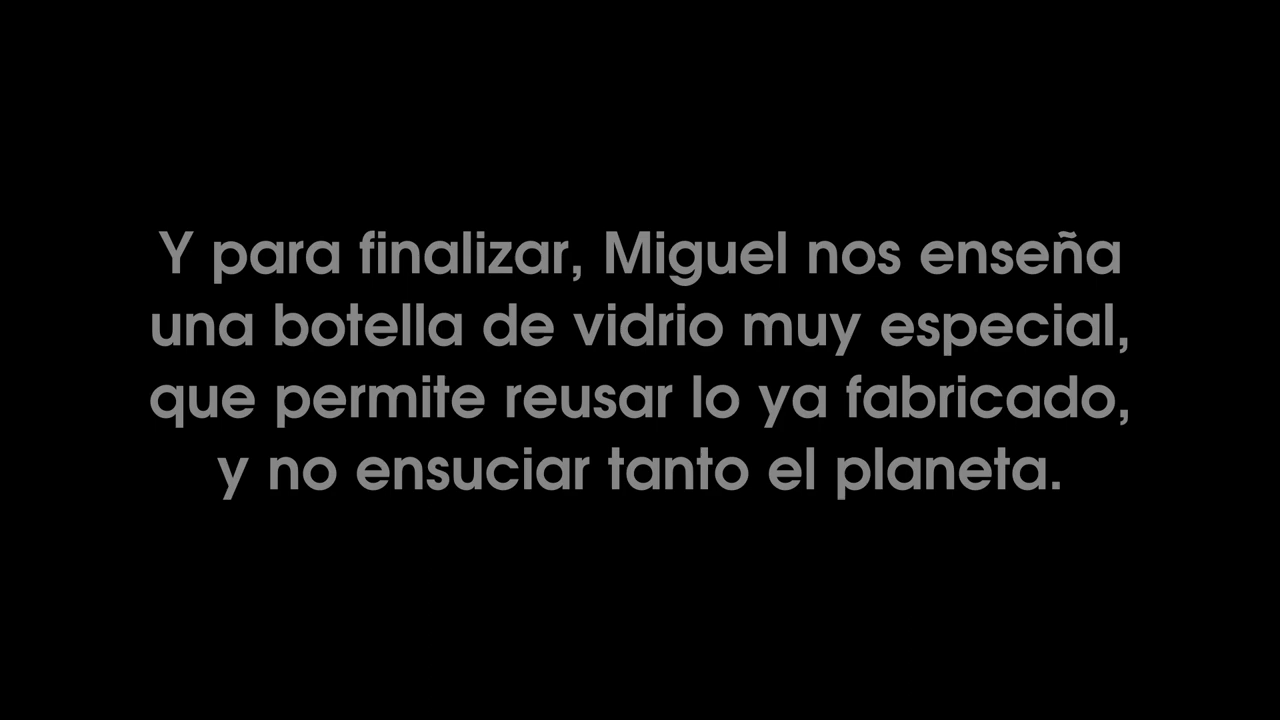 Y para finalizar, Miguel nos enseña
una botella de vidrio muy especial,
que permite reusar lo ya fabricado,
y no ensuciar tanto el planeta.